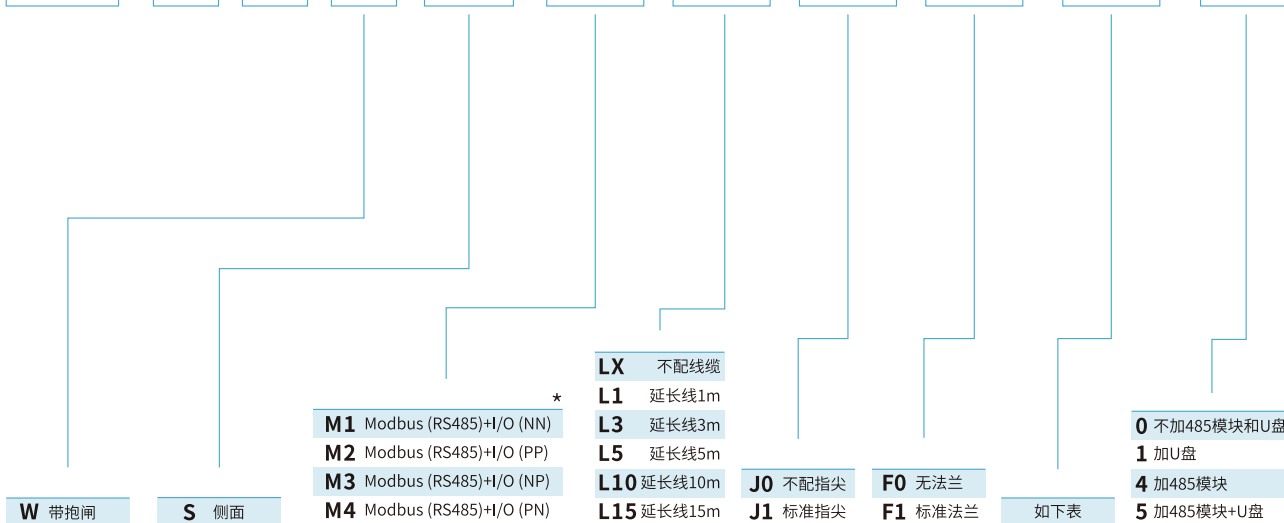 W 带抱闸
S 侧面
*
M1 Modbus (RS485)+I/O (NN)
M2 Modbus (RS485)+I/O (PP)
M3 Modbus (RS485)+I/O (NP)
M4 Modbus (RS485)+I/O (PN)
LX 不配线缆
L1 延长线1m
L3 延长线3m
L5 延长线5m
L10 延长线10m
L15 延长线15m
J0 不配指尖
J1 标准指尖
F0 无法兰
F1 标准法兰
如下表
0 不加485模块和U盘
1 加U盘
4 加485模块
5 加485模块+U盘